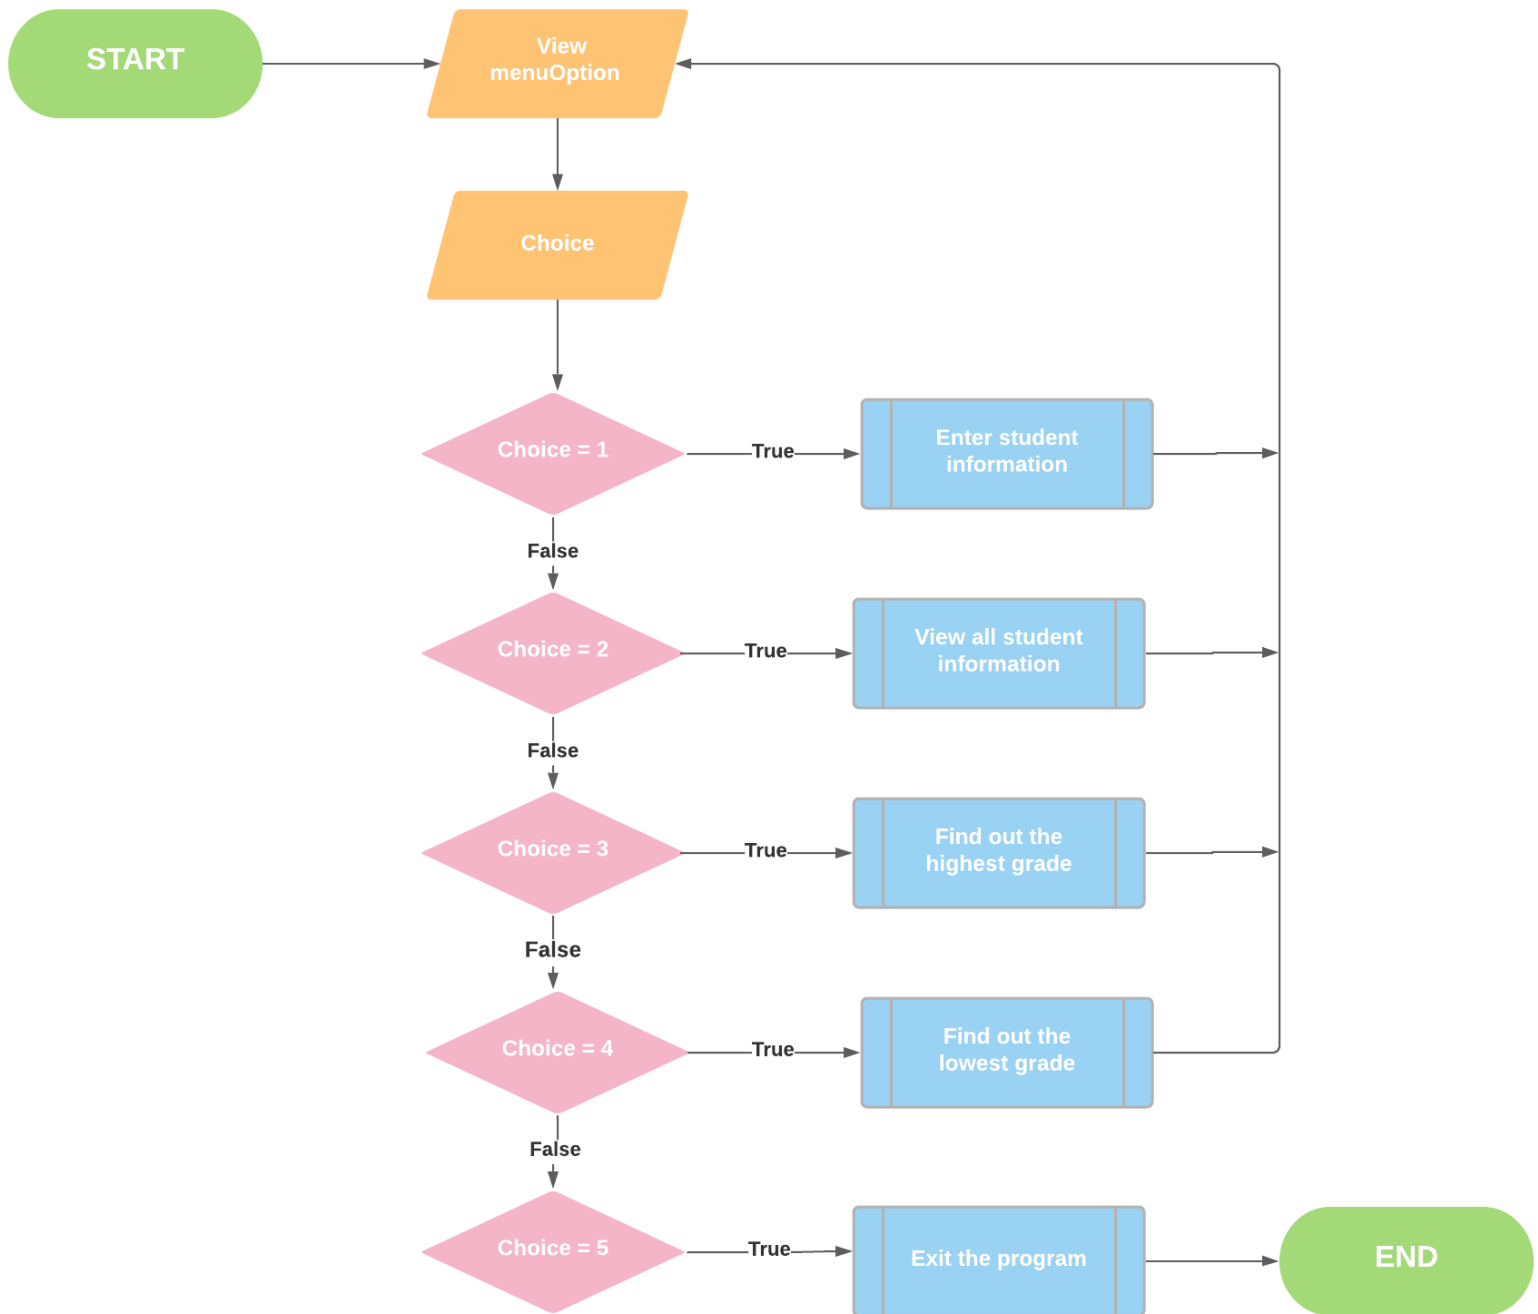 START
View
menuOption
Choice
Choice = 1
True
Enter student
information
False
Choice = 2
True
View all student
information
False
Choice = 3
True
Find out the
highest grade
False
Choice = 4
True
Find out the
lowest grade
False
Choice = 5
True
Exit the program
END